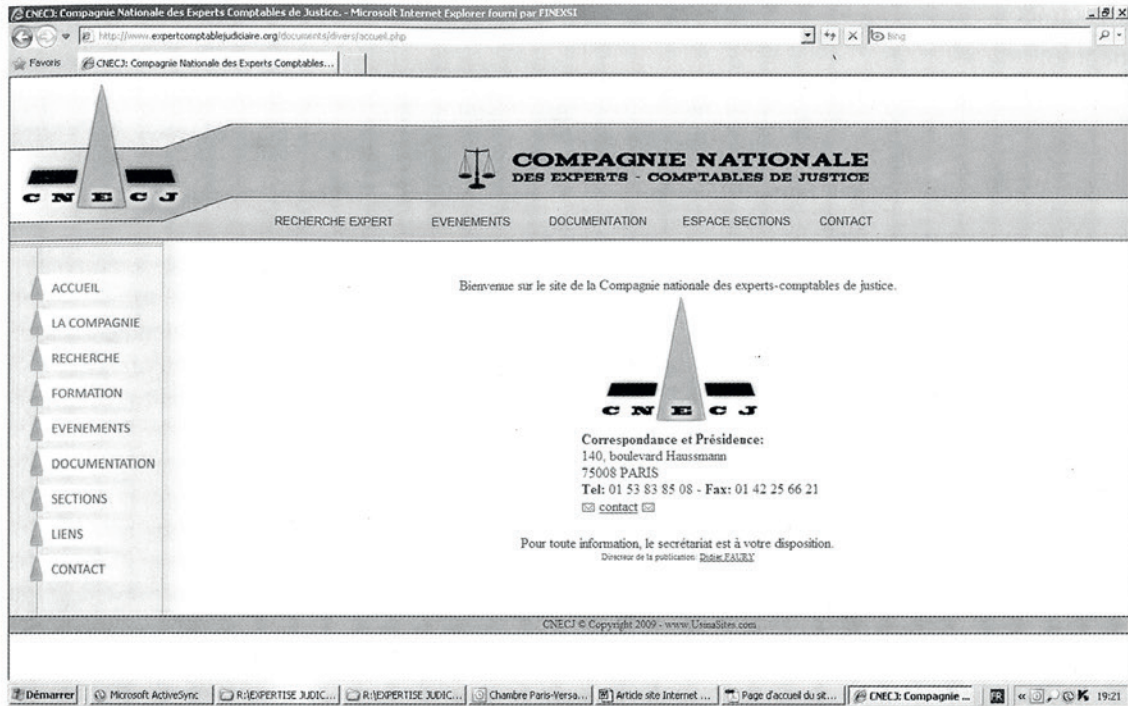 CNECJ: Compagnie Nationale des Experts Comptables de Justice. - Microsoft Internet Explorer fourni par FINEXSI
http://www.expertcomptablejudiciaire.org/documents/divers/accueil.php
Bing
Favoris
CNECJ: Compagnie Nationale des Experts Comptables...
CNECJ
COMPAGNIE NATIONALE
DES EXPERTS - COMPTABLES DE JUSTICE
RECHERCHE EXPERT EVENEMENTS DOCUMENTATION ESPACE SECTIONS CONTACT
ACCUEIL
LA COMPAGNIE
RECHERCHE
FORMATION
EVENEMENTS
DOCUMENTATION
SECTIONS
LIENS
CONTACT
Bienvenue sur le site de la Compagnie nationale des experts-comptables de justice.
CNECJ
Correspondance et Présidence:
140, boulevard Haussmann
75008 PARIS
Tel: 01 53 83 85 08 - Fax: 01 42 25 66 21
contact
Pour toute information, le secrétariat est à votre disposition.
Directeur de la publication: Didier FAURY
CNECJ © Copyright 2009 - www.UsinaSites.com
Démarrer Microsoft ActiveSync R:\EXPERTISE JUDIC... R:\EXPERTISE JUDIC... Chambre Paris-Versa... Article site Internet ... Page d'accueil du sit... CNECJ: Compagnie ... FR « K 19:21